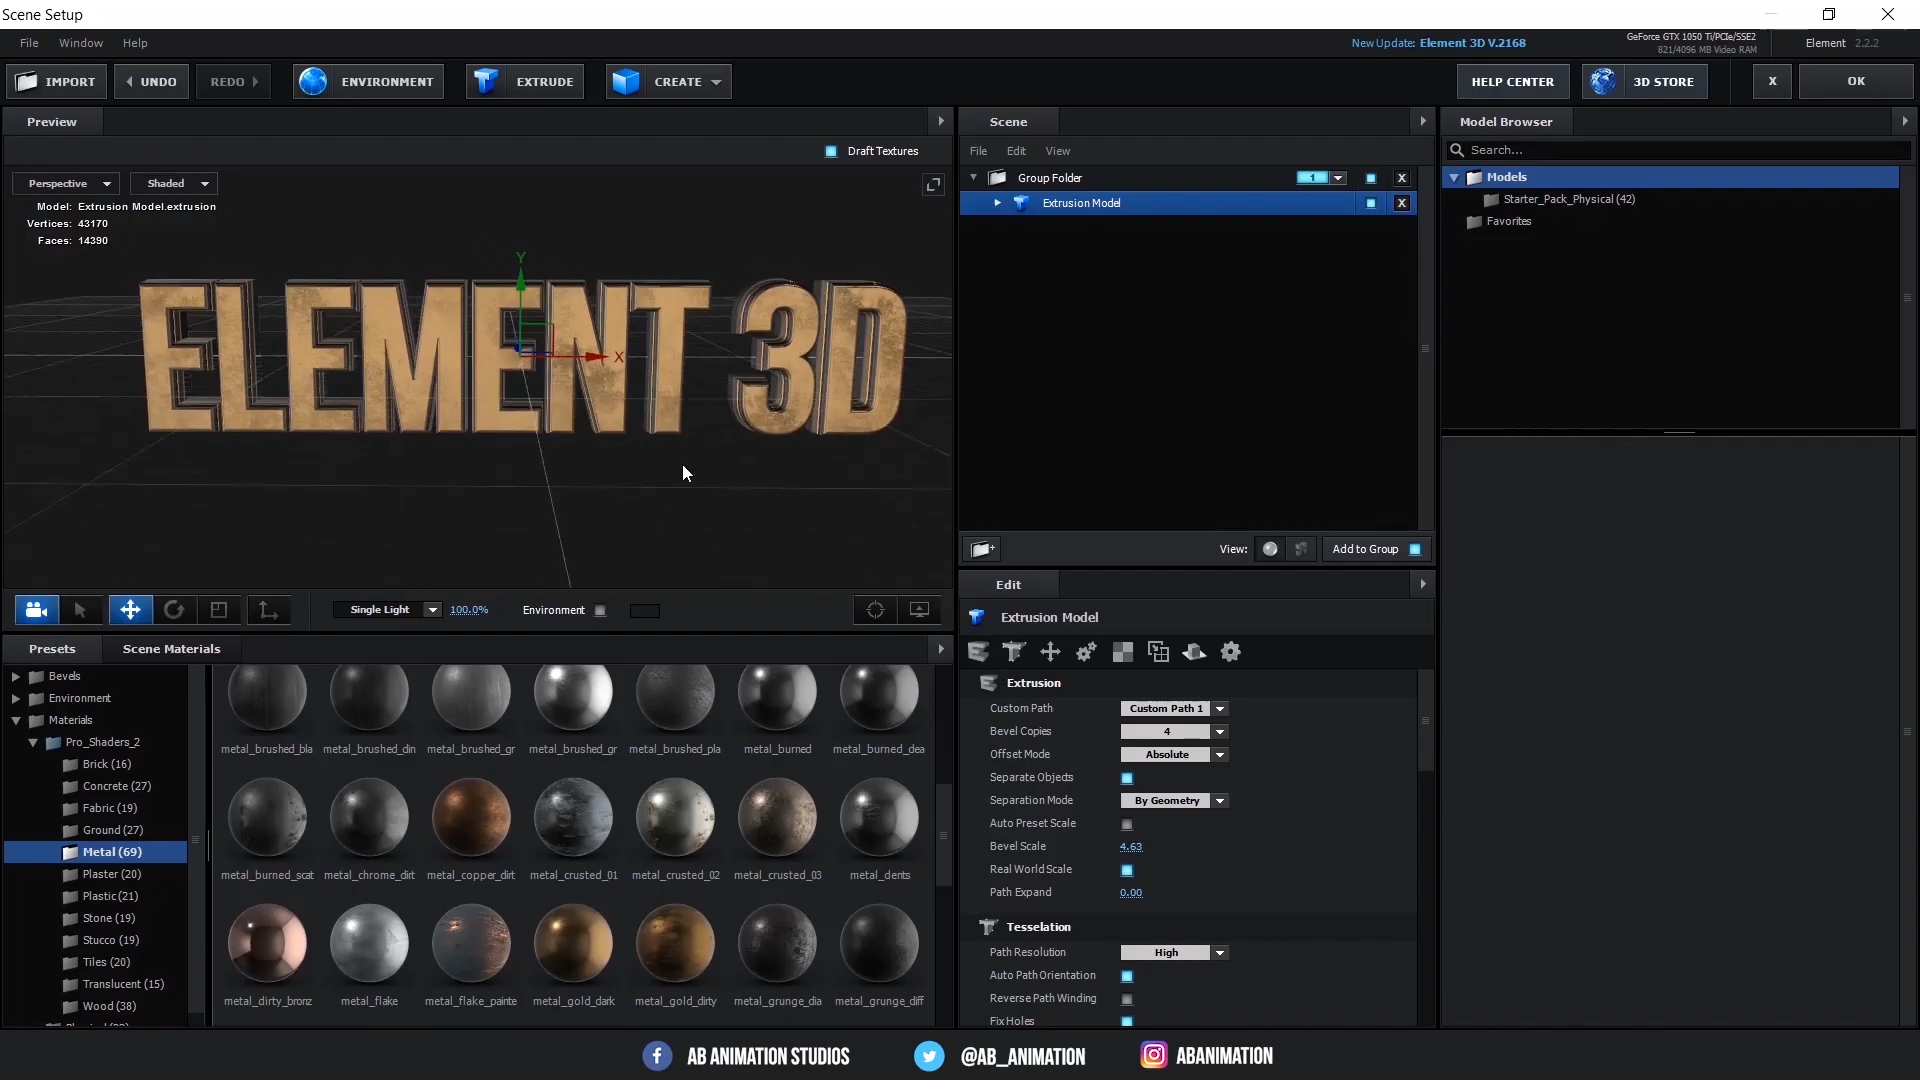 Scene Setup
File Window Help
New Update: Element 3D V.2168
GeForce GTX 1050 Ti/PCIe/SSE2
821/4096 MB Video RAM
Element 2.2.2
IMPORT UNDO REDO ENVIRONMENT EXTRUDE CREATE HELP CENTER 3D STORE X OK
Preview
Draft Textures
Perspective Shaded
Model: Extrusion Model.extrusion
Vertices: 43170
Faces: 14390
Y
X
ELEMENT 3D
Single Light 100.0% Environment
Scene
File Edit View
Group Folder 1 X
Extrusion Model X
View: Add to Group
Model Browser
Search...
Models
Starter_Pack_Physical (42)
Favorites
Presets Scene Materials
Bevels
Environment
Materials
Pro_Shaders_2
Brick (16)
Concrete (27)
Fabric (19)
Ground (27)
Metal (69)
Plaster (20)
Plastic (21)
Stone (19)
Stucco (19)
Tiles (20)
Translucent (15)
Wood (38)
metal_brushed_bla metal_brushed_din metal_brushed_gr metal_brushed_gr metal_brushed_pla metal_burned metal_burned_dea
metal_burned_scat metal_chrome_dirt metal_copper_dirt metal_crusted_01 metal_crusted_02 metal_crusted_03 metal_dents
metal_dirty_bronz metal_flake metal_flake_painte metal_gold_dark metal_gold_dirty metal_grunge_dia metal_grunge_diff
Edit
Extrusion Model
Extrusion
Custom Path Custom Path 1
Bevel Copies 4
Offset Mode Absolute
Separate Objects
Separation Mode By Geometry
Auto Preset Scale
Bevel Scale 4.63
Real World Scale
Path Expand 0.00
Tesselation
Path Resolution High
Auto Path Orientation
Reverse Path Winding
Fix Holes
AB ANIMATION STUDIOS @AB_ANIMATION ABANIMATION